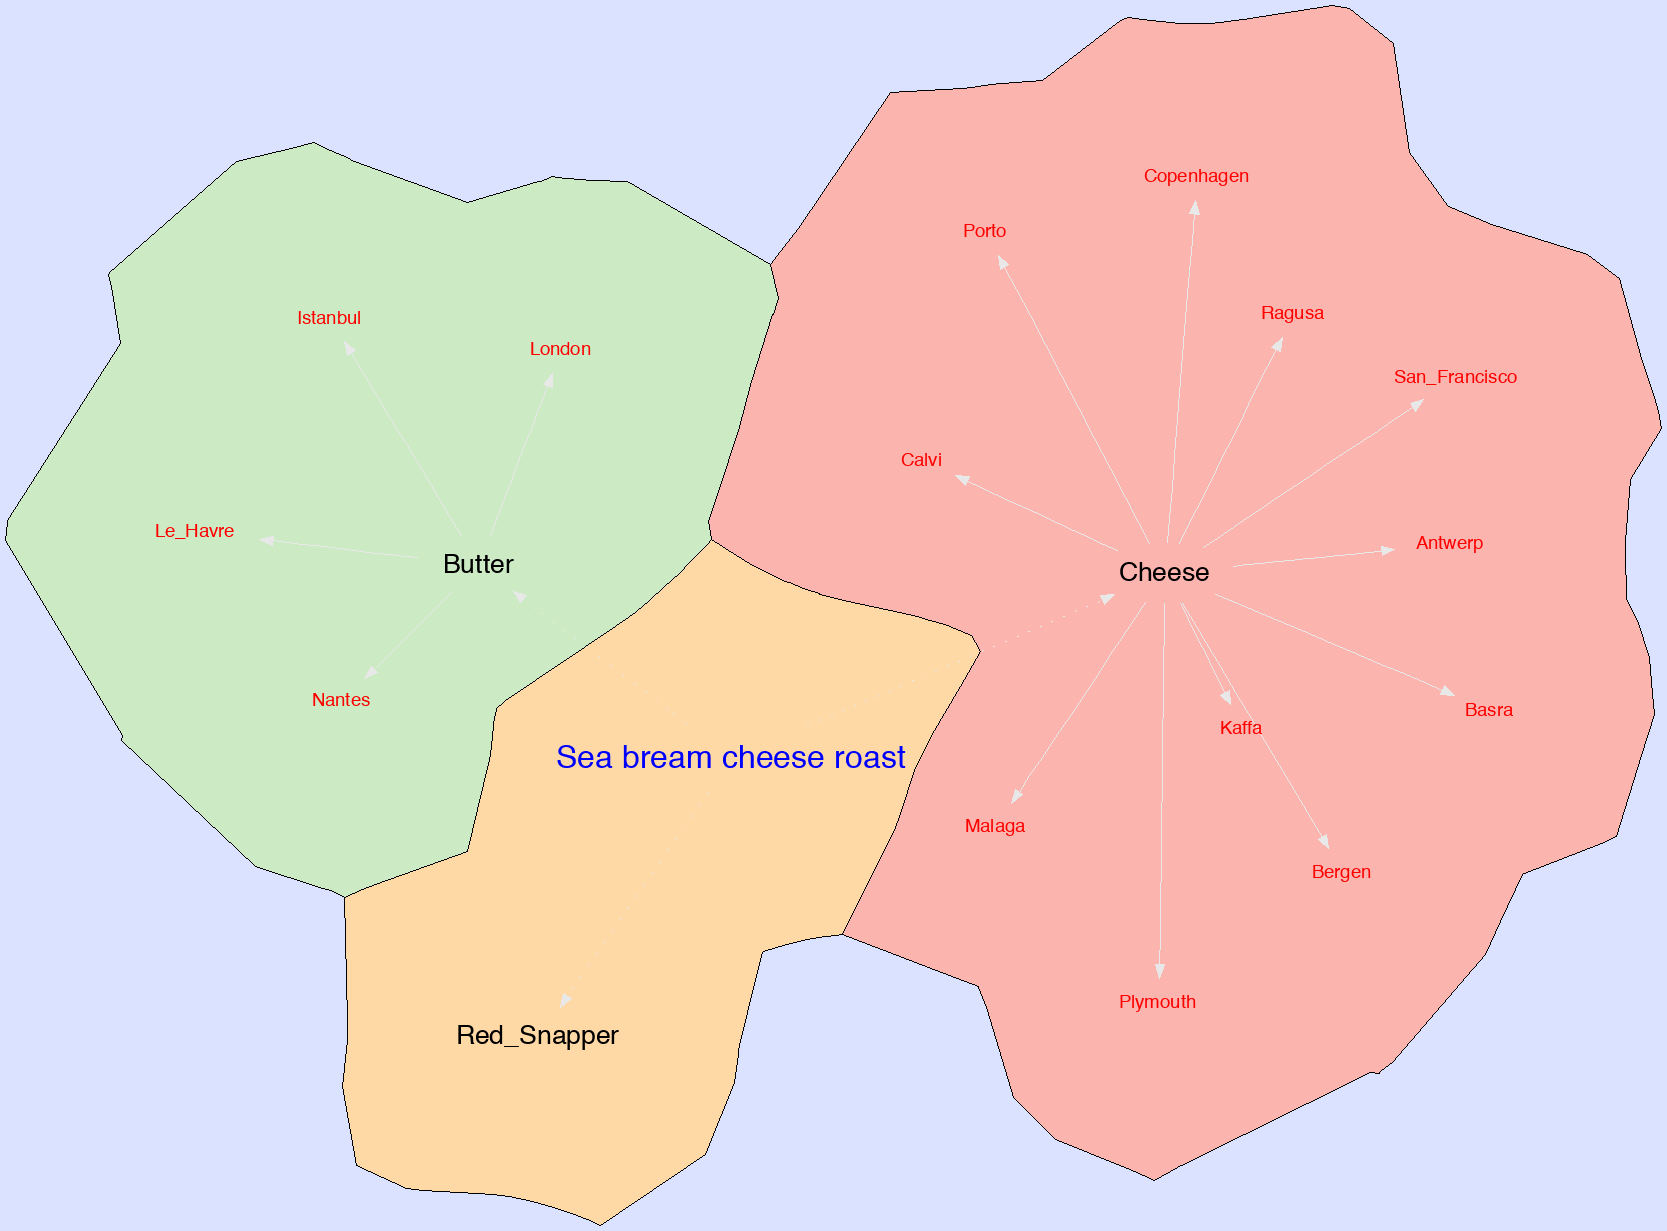 Copenhagen
Porto
Ragusa
Istanbul
London
San_Francisco
Calvi
Le_Havre
Antwerp
Butter
Cheese
Nantes
Basra
Kaffa
Sea bream cheese roast
Malaga
Bergen
Plymouth
Red_Snapper